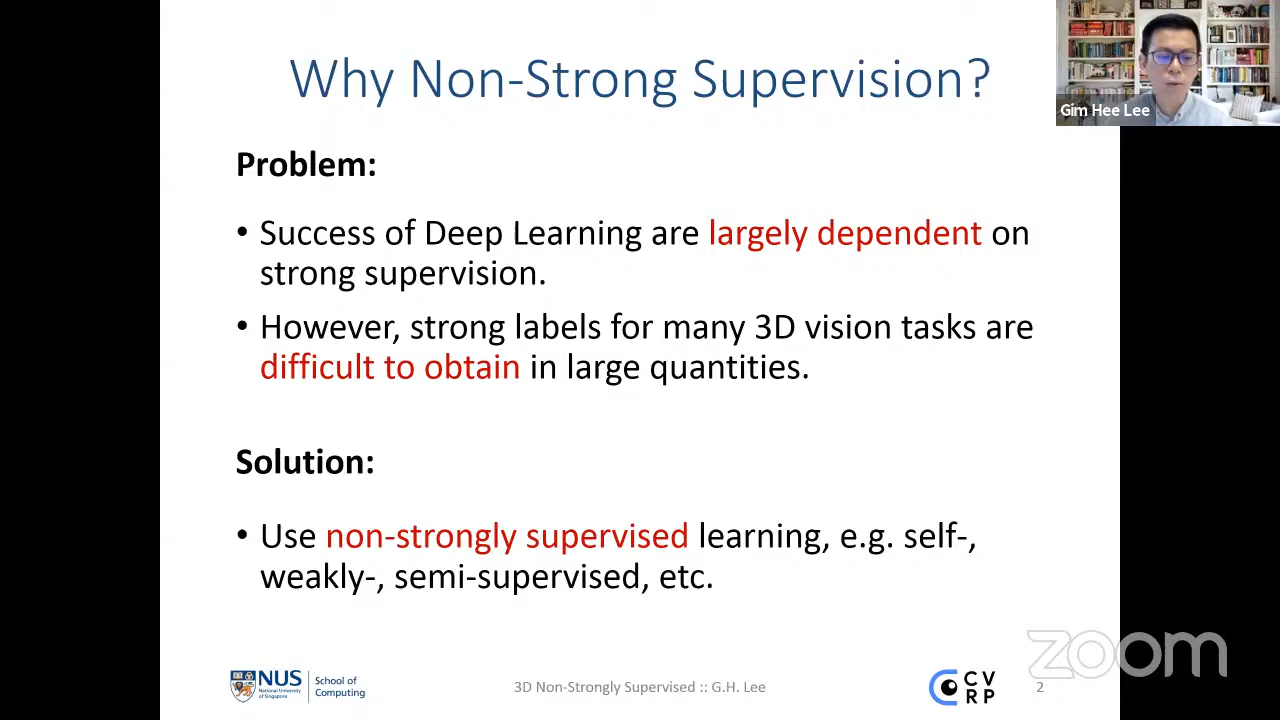 Why Non-Strong Supervision?
Gim Hee Lee
Problem:
• Success of Deep Learning are largely dependent on
strong supervision.
• However, strong labels for many 3D vision tasks are
difficult to obtain in large quantities.
Solution:
• Use non-strongly supervised learning, e.g. self-,
weakly-, semi-supervised, etc.
zoom
NUS
National University
of Singapore
School of
Computing
3D Non-Strongly Supervised :: G.H. Lee
CV
RP
2